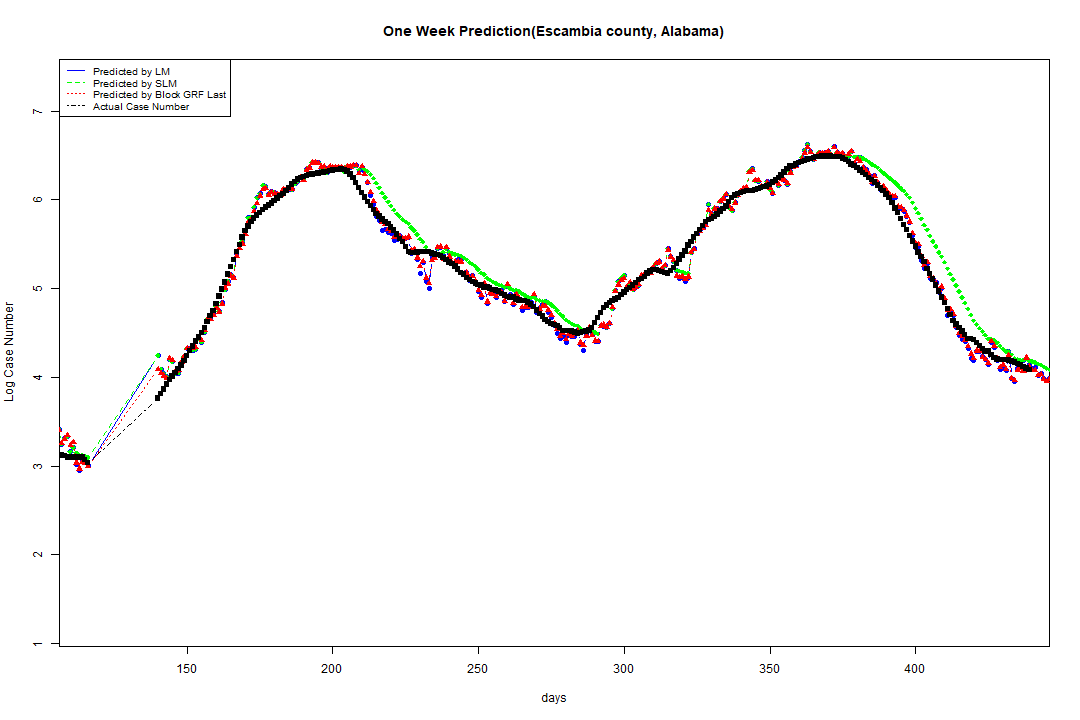 One Week Prediction(Escambia county, Alabama)
Predicted by LM
Predicted by SLM
Predicted by Block GRF Last
Actual Case Number
Log Case Number
7
6
5
4
3
2
1
150 200 250 300 350 400
days